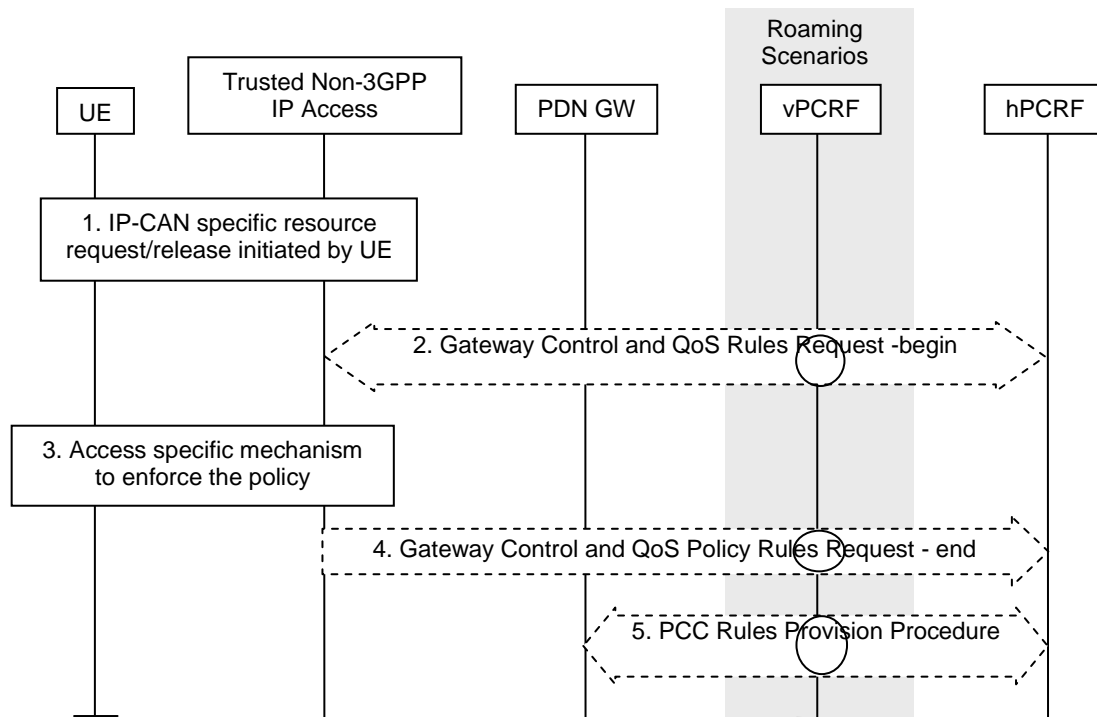 Roaming
Scenarios
UE
Trusted Non-3GPP
IP Access
PDN GW
vPCRF
hPCRF
1. IP-CAN specific resource
request/release initiated by UE
2. Gateway Control and QoS Rules Request -begin
3. Access specific mechanism
to enforce the policy
4. Gateway Control and QoS Policy Rules Request - end
5. PCC Rules Provision Procedure